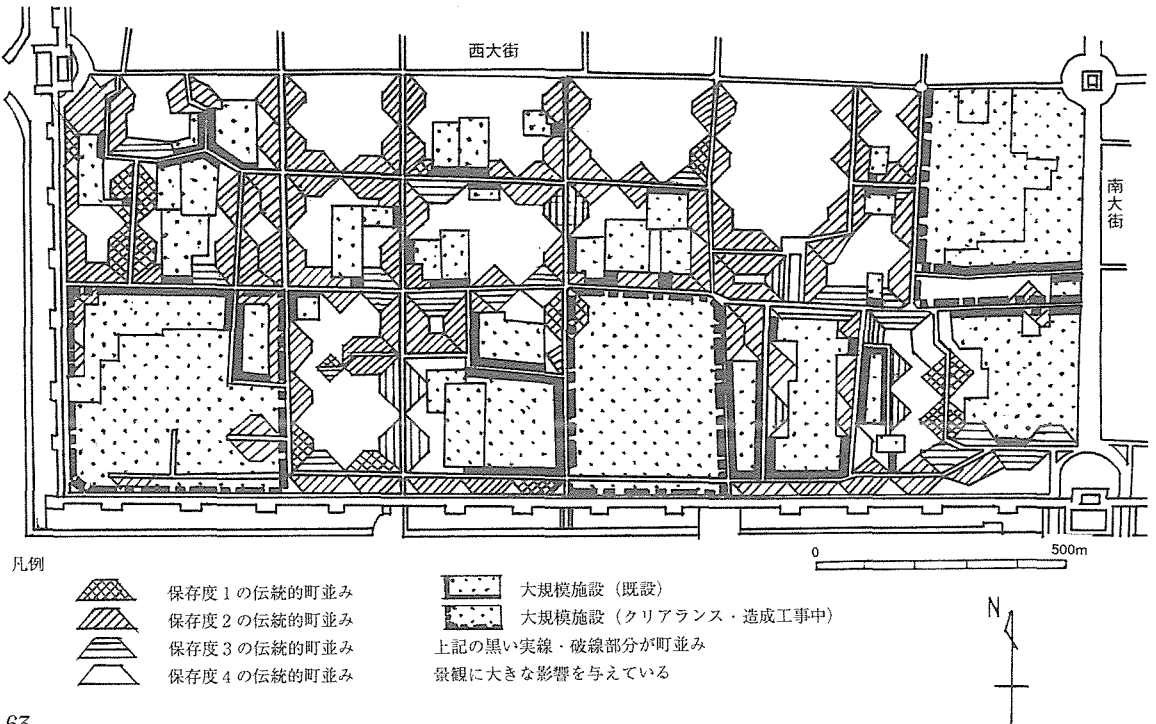 西大街
南大街
0
500m
凡例
保存度1の伝統的町並み
保存度2の伝統的町並み
保存度3の伝統的町並み
保存度4の伝統的町並み
大規模施設（既設）
大規模施設（クリアランス・造成工事中）
上記の黒い実線・破線部分が町並み
景観に大きな影響を与えている
N